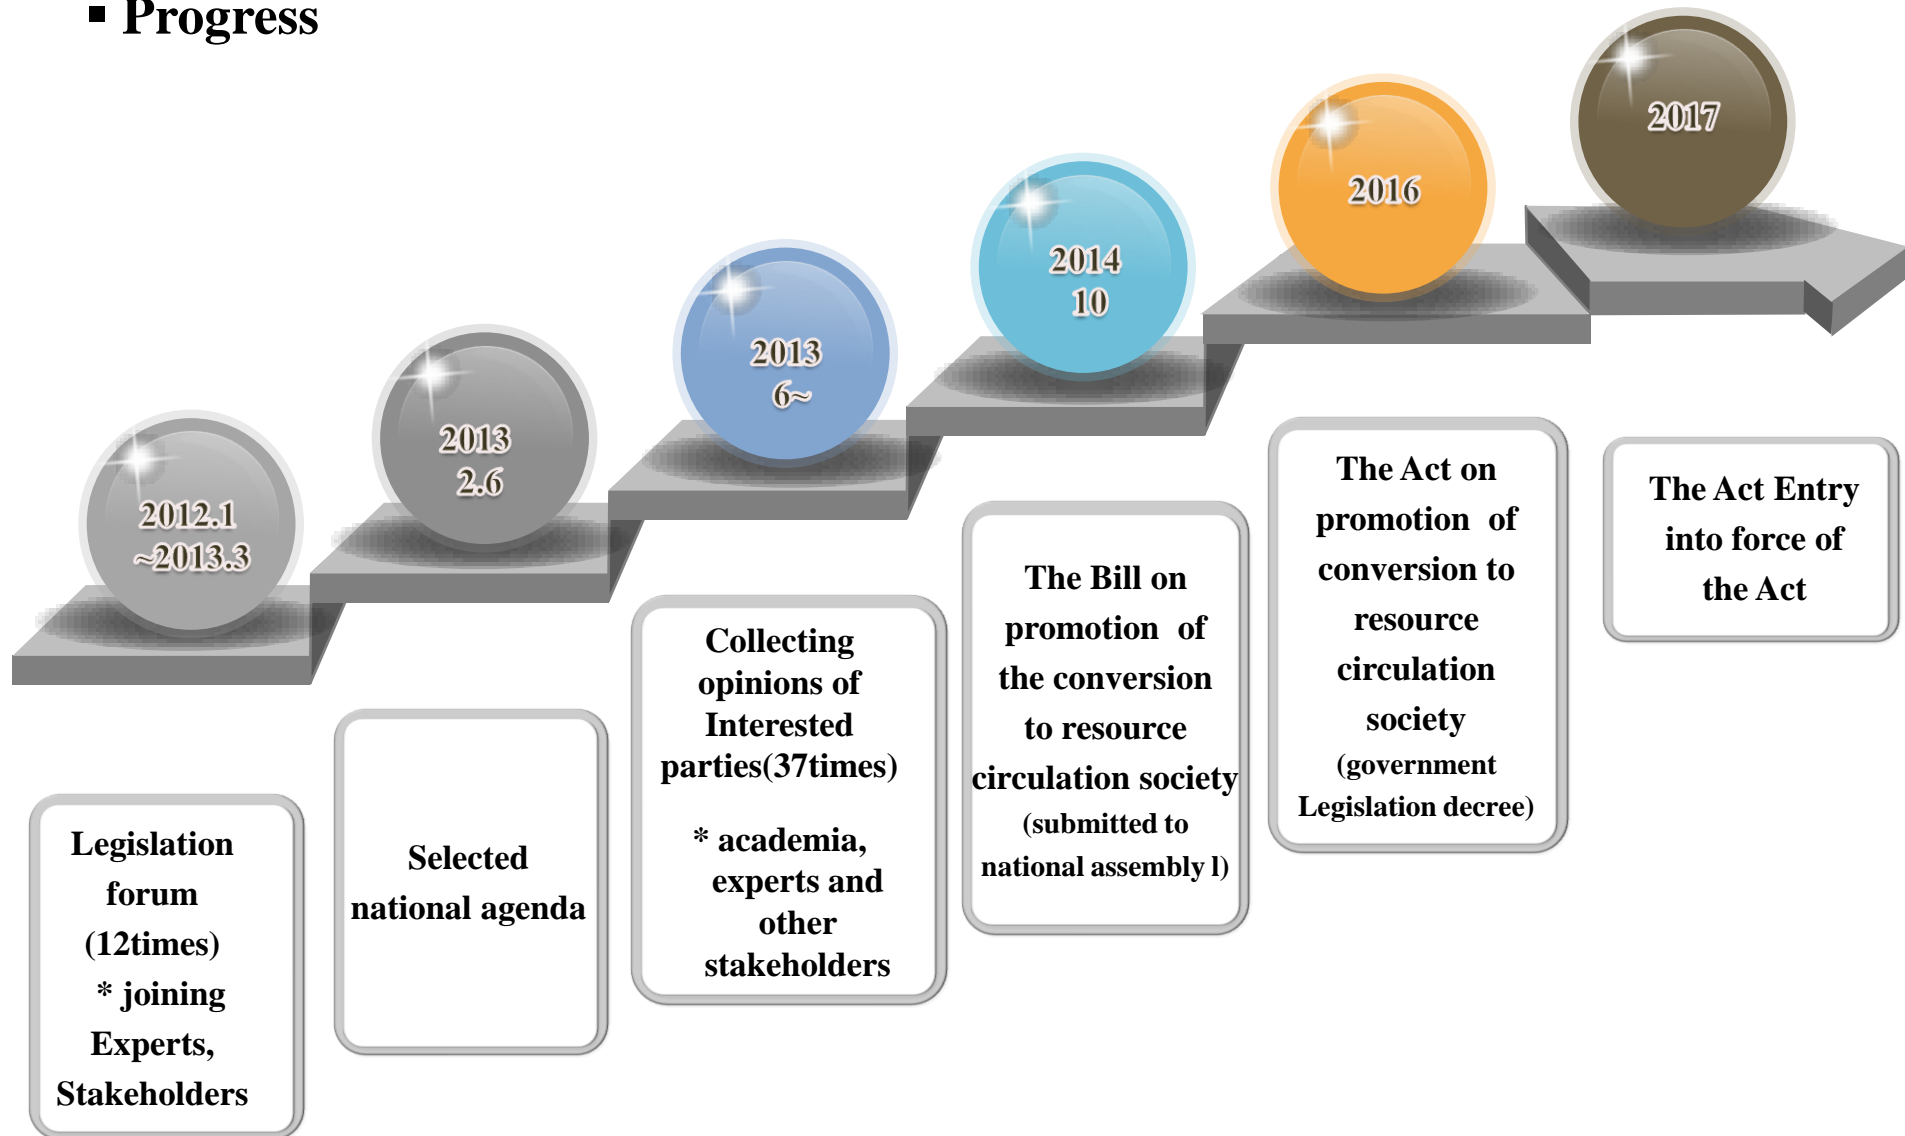 ▪ Progress
2012.1
~2013.3
2013
2.6
2013
6~
2014
10
2016
2017
Legislation
forum
(12times)
* joining
Experts,
Stakeholders
Selected
national agenda
Collecting
opinions of
Interested
parties(37times)
* academia,
experts and
other
stakeholders
The Bill on
promotion  of
the conversion
to resource
circulation society
(submitted to
national assembly l)
The Act on
promotion  of
conversion to
resource
circulation
society
(government
Legislation decree)
The Act Entry
into force of
the Act